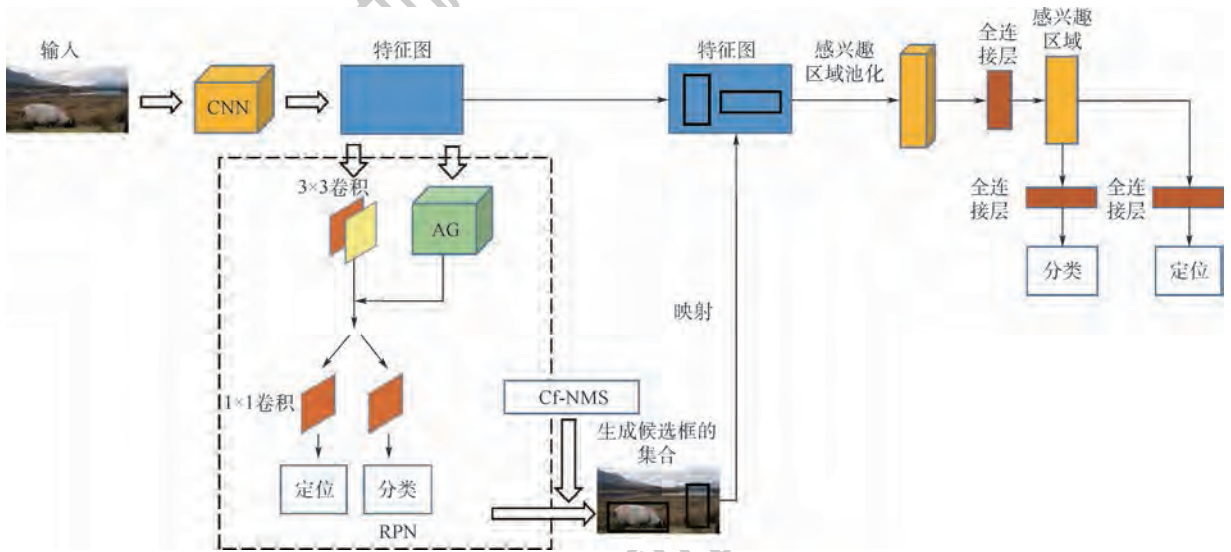 输入
CNN
特征图
特征图
感兴趣
区域池化
全连
接层
感兴趣
区域
3×3卷积
AG
全连
接层
全连
接层
分类
定位
映射
1×1卷积
Cf-NMS
生成候选框的
集合
定位
分类
RPN